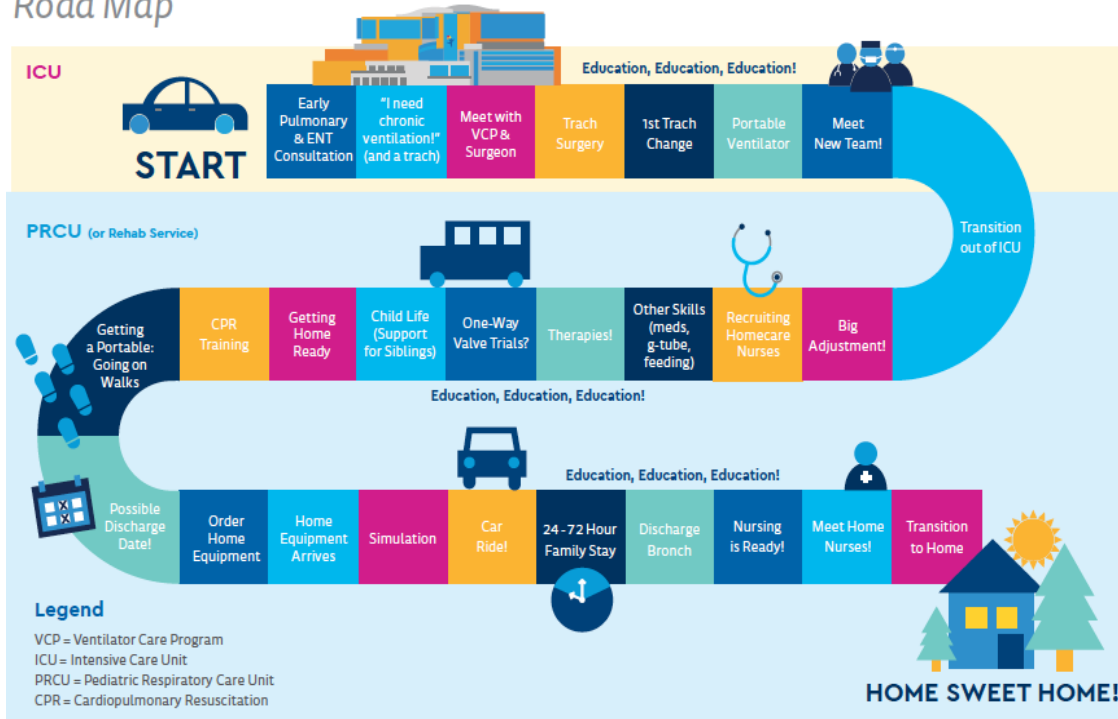 Road Map
ICU
Education, Education, Education!
START
Early
Pulmonary
& ENT
Consultation
"I need
chronic
ventilation!"
(and a trach)
Meet with
VCP &
Surgeon
Trach
Surgery
1st Trach
Change
Portable
Ventilator
Meet
New Team!
Transition
out of ICU
PRCU (or Rehab Service)
Big
Adjustment!
Recruiting
Homecare
Nurses
Other Skills
(meds,
g-tube,
feeding)
Therapies!
One-Way
Valve Trials?
Child Life
(Support
for Siblings)
Getting
Home
Ready
CPR
Training
Getting
a Portable:
Going on
Walks
Education, Education, Education!
Possible
Discharge
Date!
Order
Home
Equipment
Home
Equipment
Arrives
Simulation
Car
Ride!
24-72 Hour
Family Stay
Education, Education, Education!
Discharge
Bronch
Nursing
is Ready!
Meet Home
Nurses!
Transition
to Home
HOME SWEET HOME!
Legend
VCP = Ventilator Care Program
ICU = Intensive Care Unit
PRCU = Pediatric Respiratory Care Unit
CPR = Cardiopulmonary Resuscitation